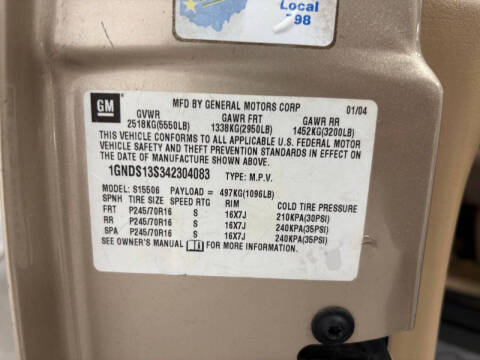 Local
598
GM
MFD BY GENERAL MOTORS CORP 01/04
GVWR GAWR FRT GAWR RR
2518KG(5550LB) 1338KG(2950LB) 1452KG(3200LB)
THIS VEHICLE CONFORMS TO ALL APPLICABLE U.S. FEDERAL MOTOR
VEHICLE SAFETY AND THEFT PREVENTION STANDARDS IN EFFECT ON
THE DATE OF MANUFACTURE SHOWN ABOVE.
1GNDS13S342304083 TYPE: M.P.V.
MODEL: S15506 PAYLOAD = 497KG(1096LB)
SPNH TIRE SIZE SPEED RTG RIM COLD TIRE PRESSURE
FRT P245/70R16 S 16X7J 210KPA(30PSI)
RR P245/70R16 S 16X7J 240KPA(35PSI)
SPA P245/70R16 S 16X7J 240KPA(35PSI)
SEE OWNER'S MANUAL FOR MORE INFORMATION.